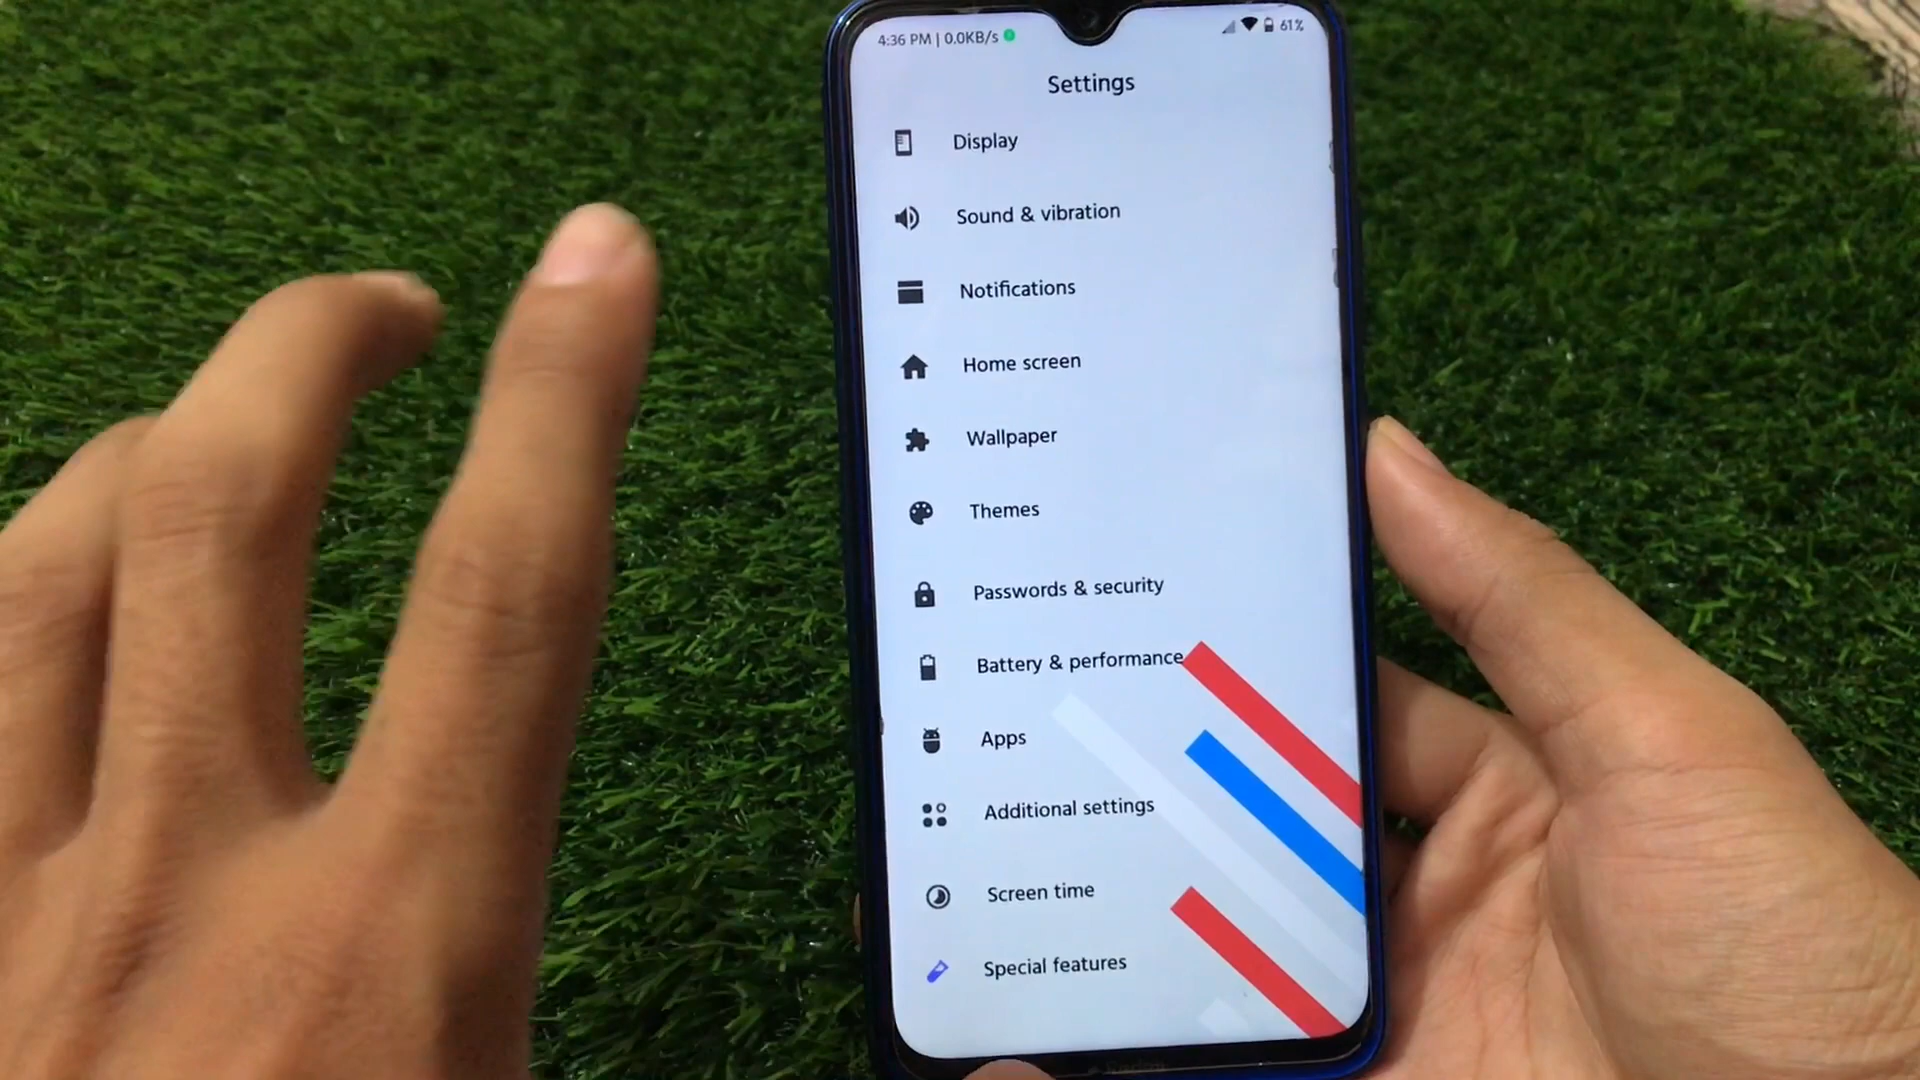 4:36 PM | 0.0KB/s 61%
Settings
Display
Sound & vibration
Notifications
Home screen
Wallpaper
Themes
Passwords & security
Battery & performance
Apps
Additional settings
Screen time
Special features